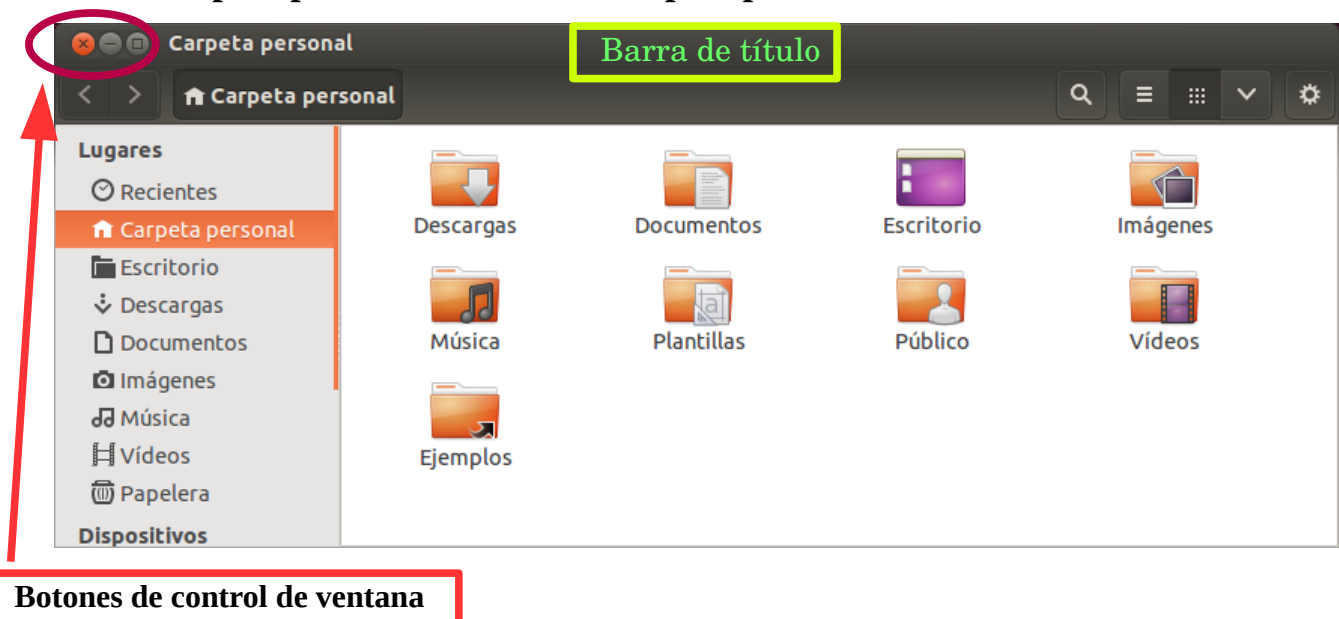 Carpeta personal
Barra de título
Carpeta personal
Lugares
Recientes
Carpeta personal
Escritorio
Descargas
Documentos
Imágenes
Música
Vídeos
Papelera
Dispositivos
Descargas Documentos Escritorio Imágenes
Música Plantillas Público Vídeos
Ejemplos
Botones de control de ventana